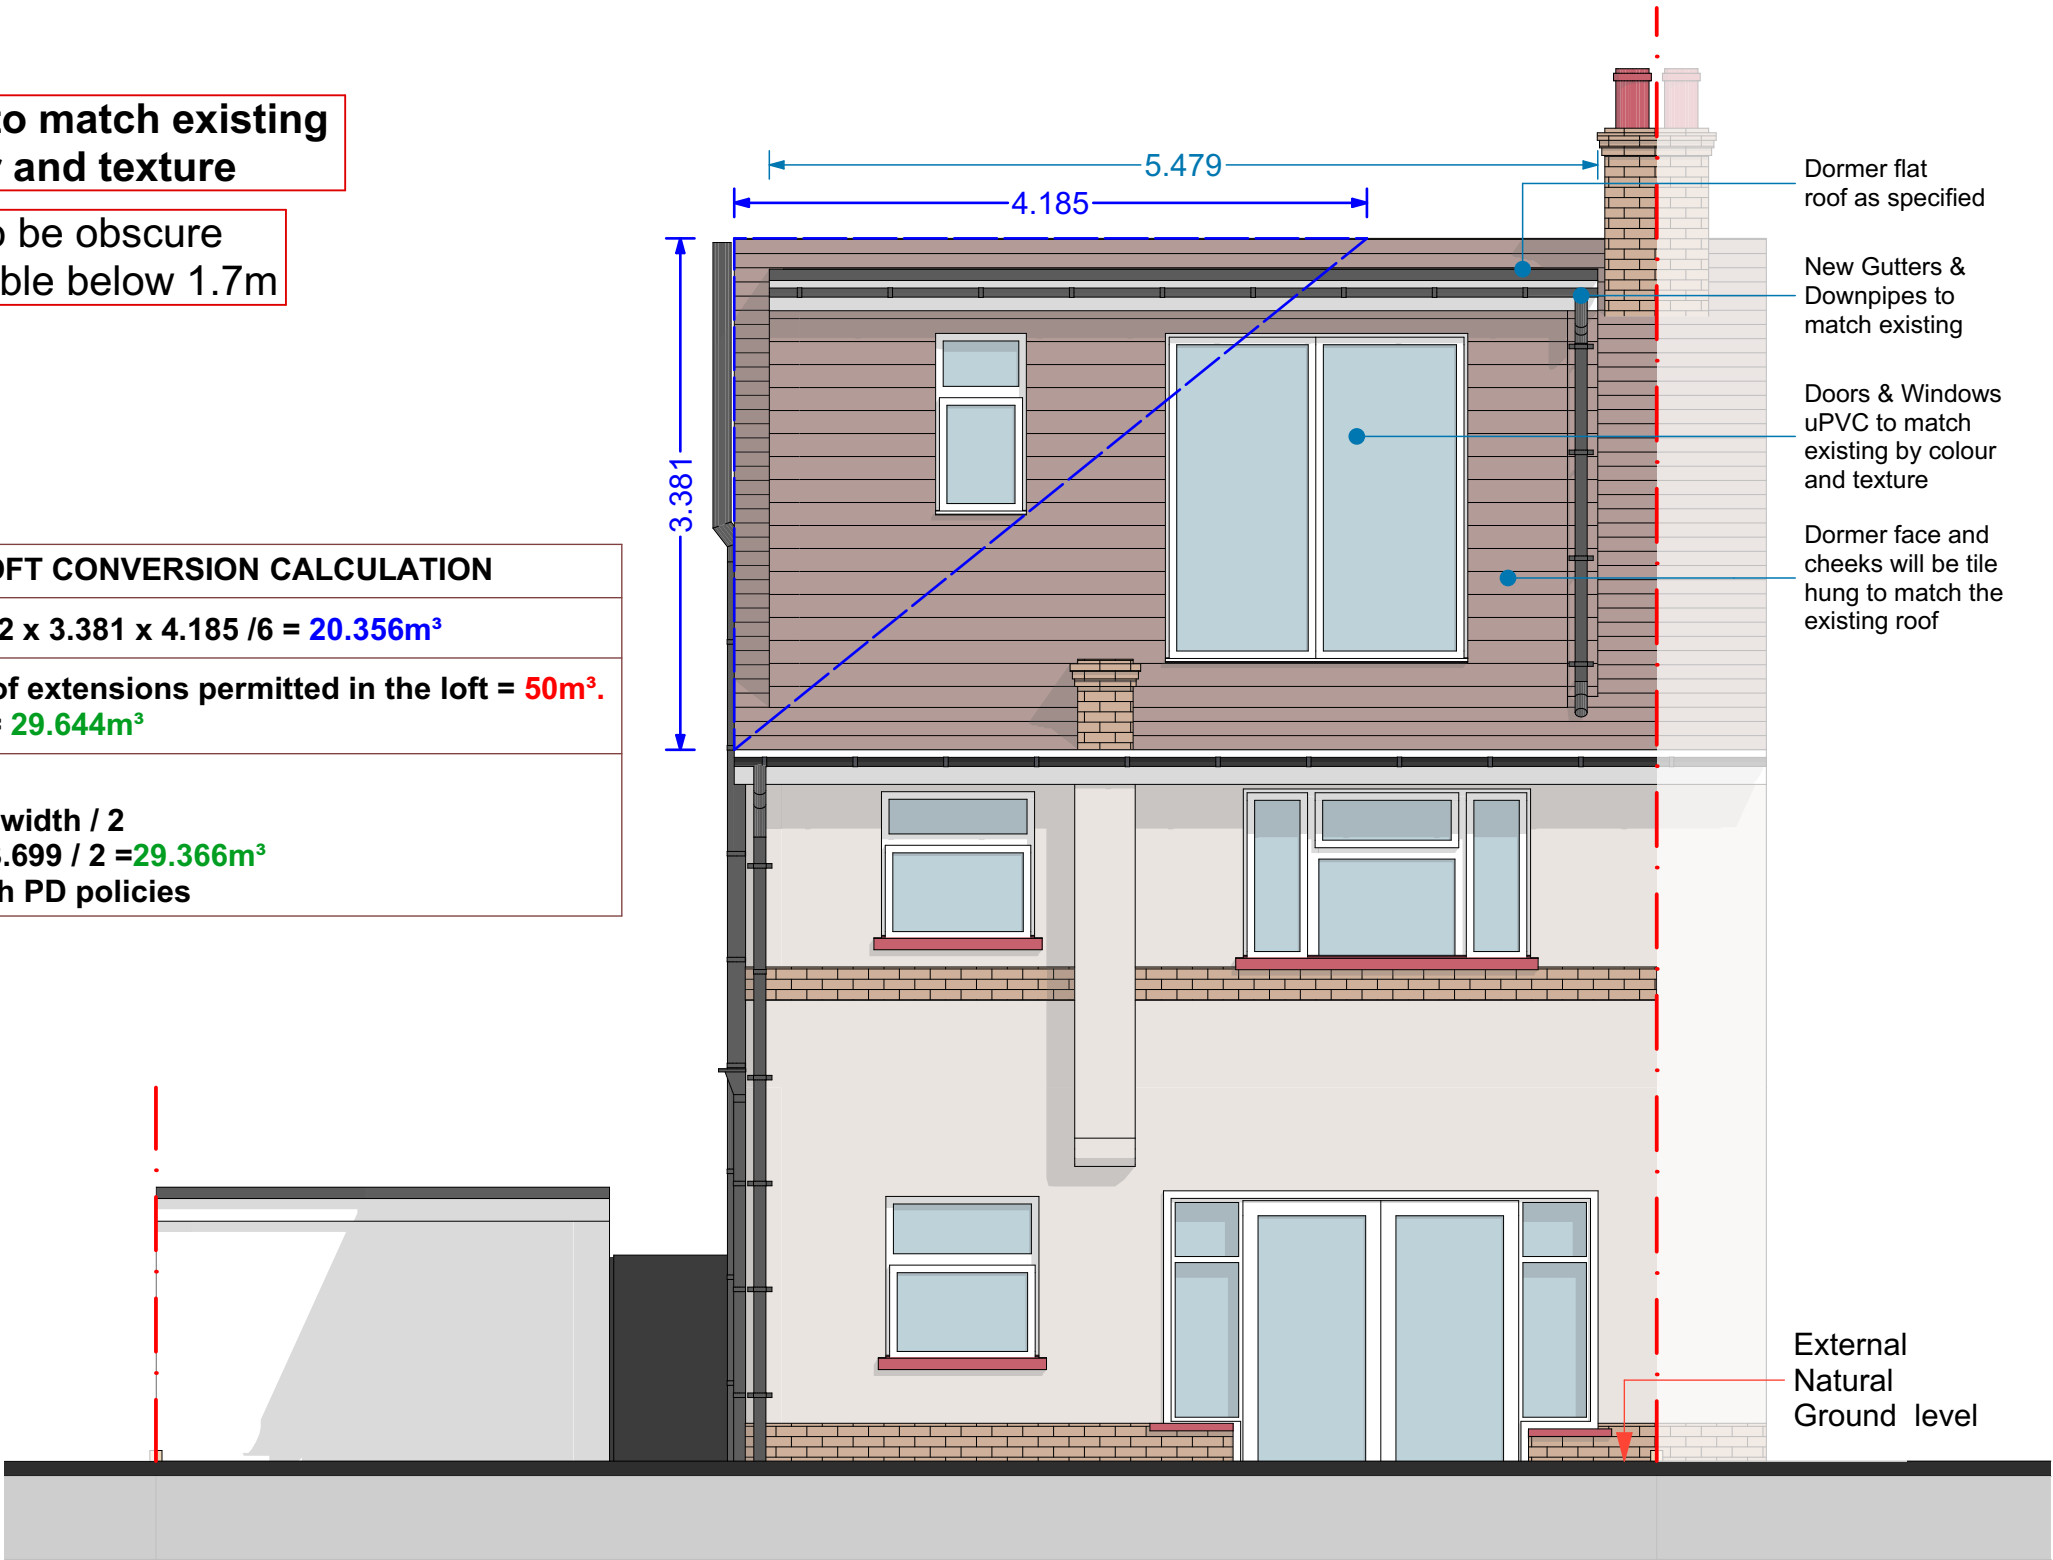 to match existing
and texture
o be obscure
ble below 1.7m
OFT CONVERSION CALCULATION
2 x 3.381 x 4.185 /6 = 20.356m³
of extensions permitted in the loft = 50m³.
= 29.644m³
width / 2
.699 / 2 =29.366m³
h PD policies
5.479
4.185
3.381
Dormer flat
roof as specified
New Gutters &
Downpipes to
match existing
Doors & Windows
uPVC to match
existing by colour
and texture
Dormer face and
cheeks will be tile
hung to match the
existing roof
External
Natural
Ground level